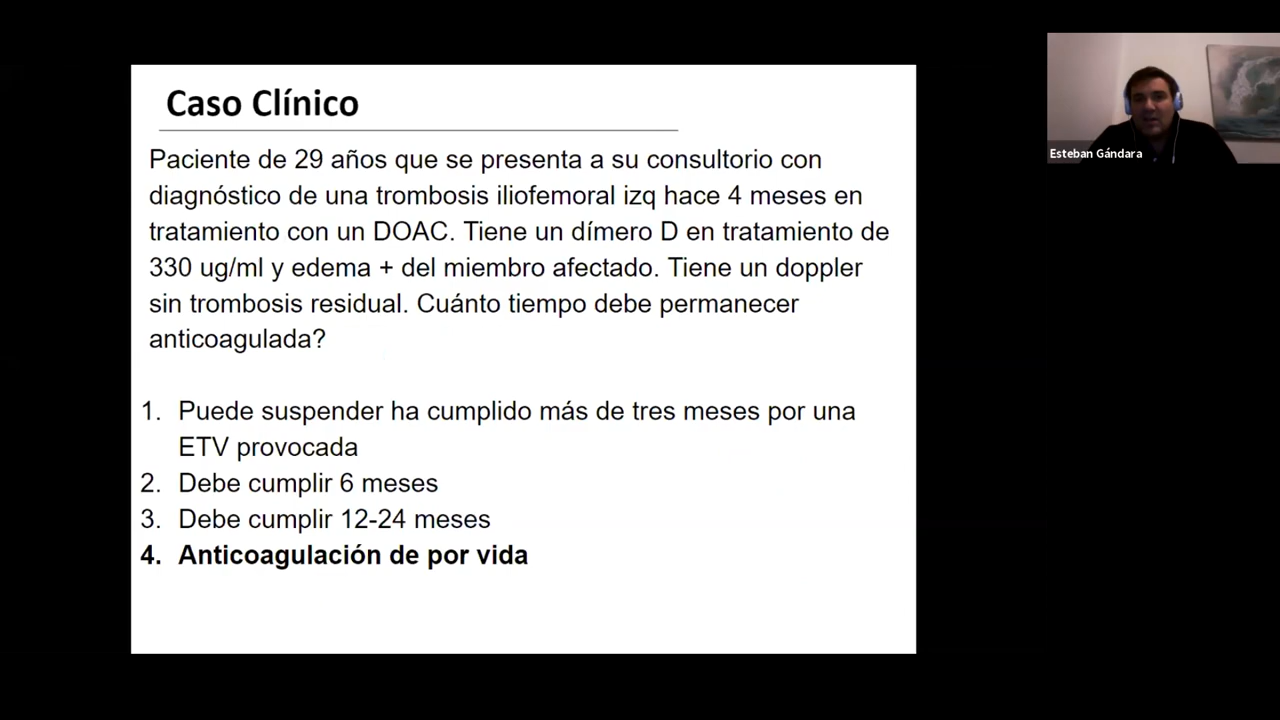 Caso Clínico
Esteban Gándara
Paciente de 29 años que se presenta a su consultorio con
diagnóstico de una trombosis iliofemoral izq hace 4 meses en
tratamiento con un DOAC. Tiene un dímero D en tratamiento de
330 ug/ml y edema + del miembro afectado. Tiene un doppler
sin trombosis residual. Cuánto tiempo debe permanecer
anticoagulada?
1. Puede suspender ha cumplido más de tres meses por una
ETV provocada
2. Debe cumplir 6 meses
3. Debe cumplir 12-24 meses
4. Anticoagulación de por vida